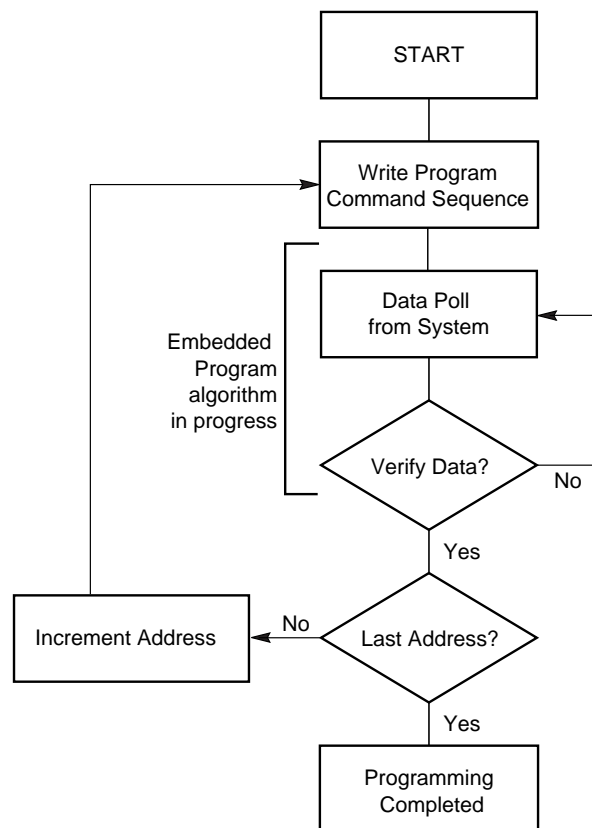 START
Write Program
Command Sequence
Data Poll
from System
Embedded
Program
algorithm
in progress
Verify Data?
No
Yes
No
Increment Address
Last Address?
Yes
Programming
Completed